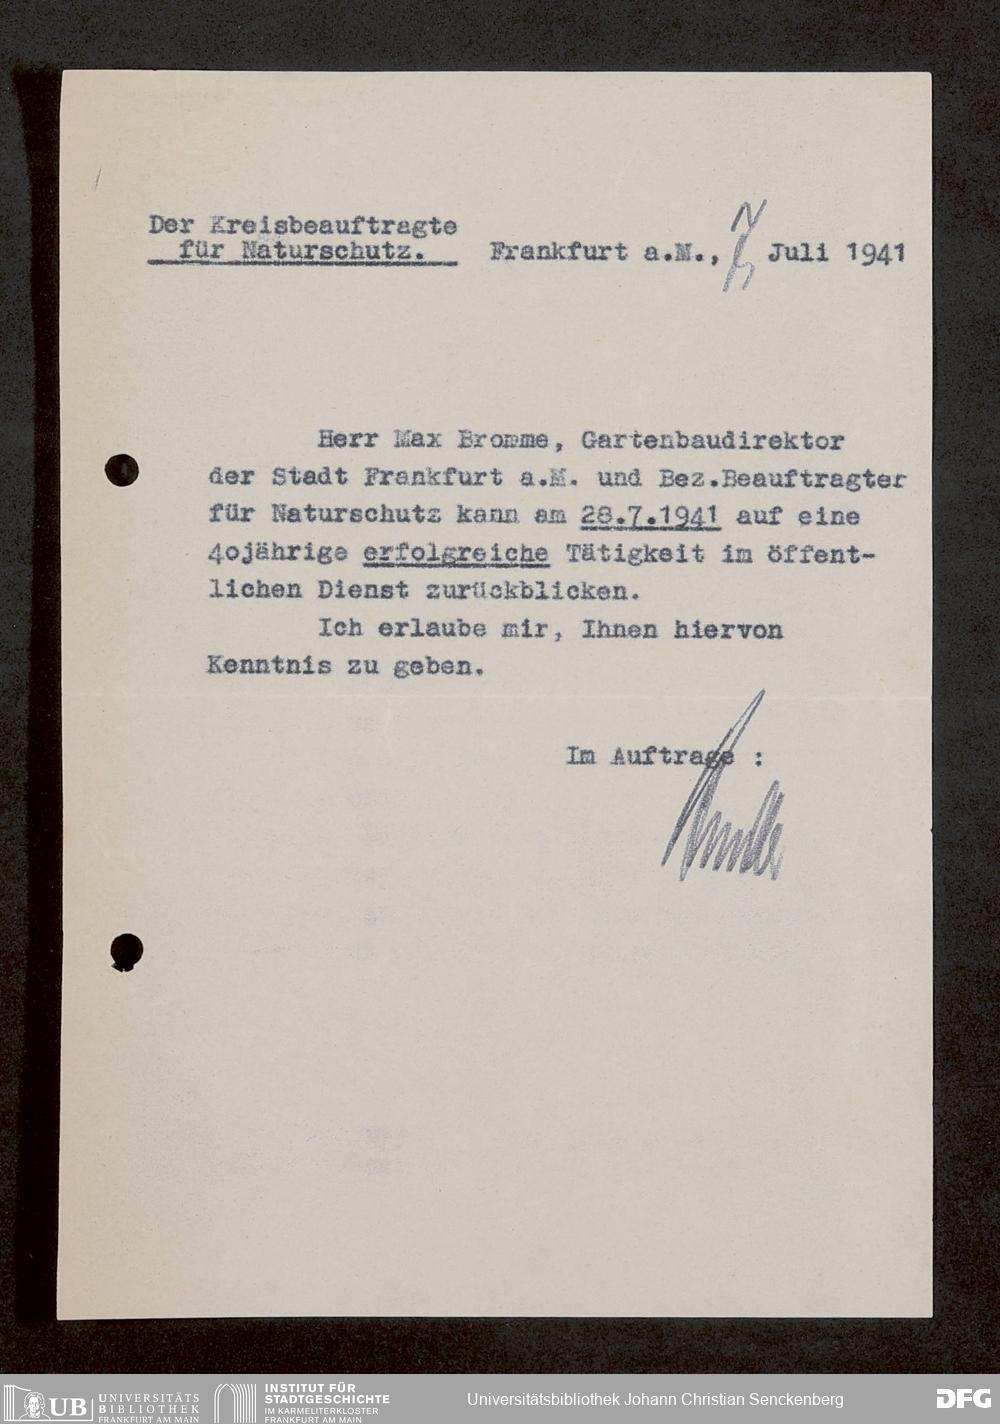 Der Kreisbeauftragte
für Naturschutz. Frankfurt a.M., Juli 1941
Herr Max Bromme, Gartenbaudirektor
der Stadt Frankfurt a.M. und Bez.Beauftragter
für Naturschutz kann am 28.7.1941 auf eine
4ojährige erfolgreiche Tätigkeit im öffent-
lichen Dienst zurückblicken.
Ich erlaube mir, Ihnen hiervon
Kenntnis zu geben.
Im Auftrage :
UB UNIVERSITÄTS
BIBLIOTHEK
FRANKFURT AM MAIN
INSTITUT FÜR
STADTGESCHICHTE
IM KARMELITERKLOSTER
FRANKFURT AM MAIN
Universitätsbibliothek Johann Christian Senckenberg
DFG